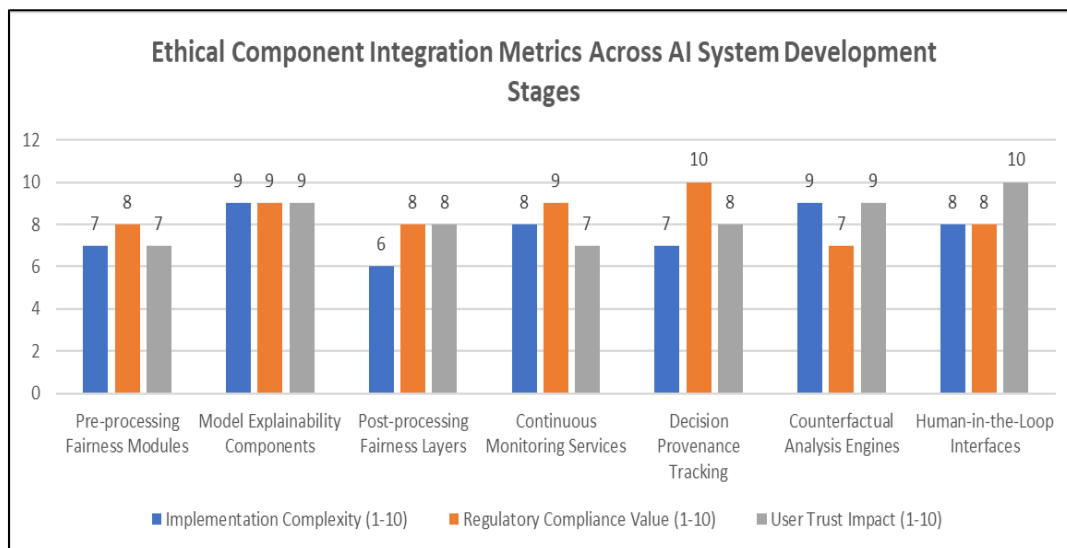 Ethical Component Integration Metrics Across AI System Development
Stages
12
10
8
6
4
2
0
7
8
7
9
9
9
6
8
8
8
9
7
7
10
8
9
7
9
8
8
10
Pre-processing
Fairness Modules
Model Explainability
Components
Post-processing
Fairness Layers
Continuous
Monitoring Services
Decision
Provenance
Tracking
Counterfactual
Analysis Engines
Human-in-the-Loop
Interfaces
Implementation Complexity (1-10)
Regulatory Compliance Value (1-10)
User Trust Impact (1-10)